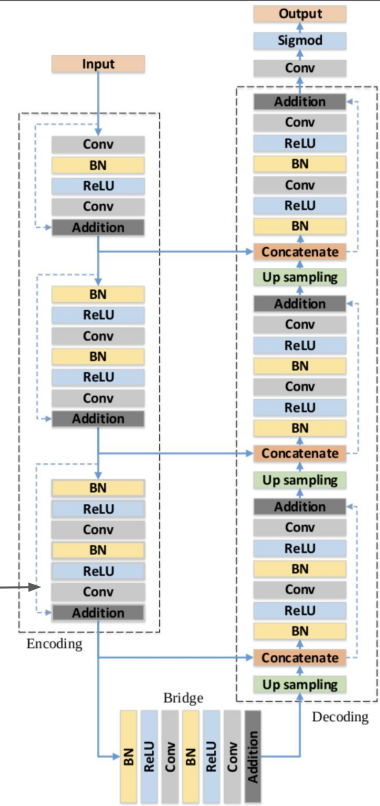 Input
Conv
BN
ReLU
Conv
Addition
BN
ReLU
Conv
BN
ReLU
Conv
Addition
BN
ReLU
Conv
BN
ReLU
Conv
Addition
Encoding
Bridge
BN
ReLU
Conv
BN
ReLU
Conv
Addition
Output
Sigmod
Conv
Addition
Conv
ReLU
BN
Conv
ReLU
BN
Concatenate
Up sampling
Addition
Conv
ReLU
BN
Conv
ReLU
BN
Concatenate
Up sampling
Addition
Conv
ReLU
BN
Conv
ReLU
BN
Concatenate
Up sampling
Decoding